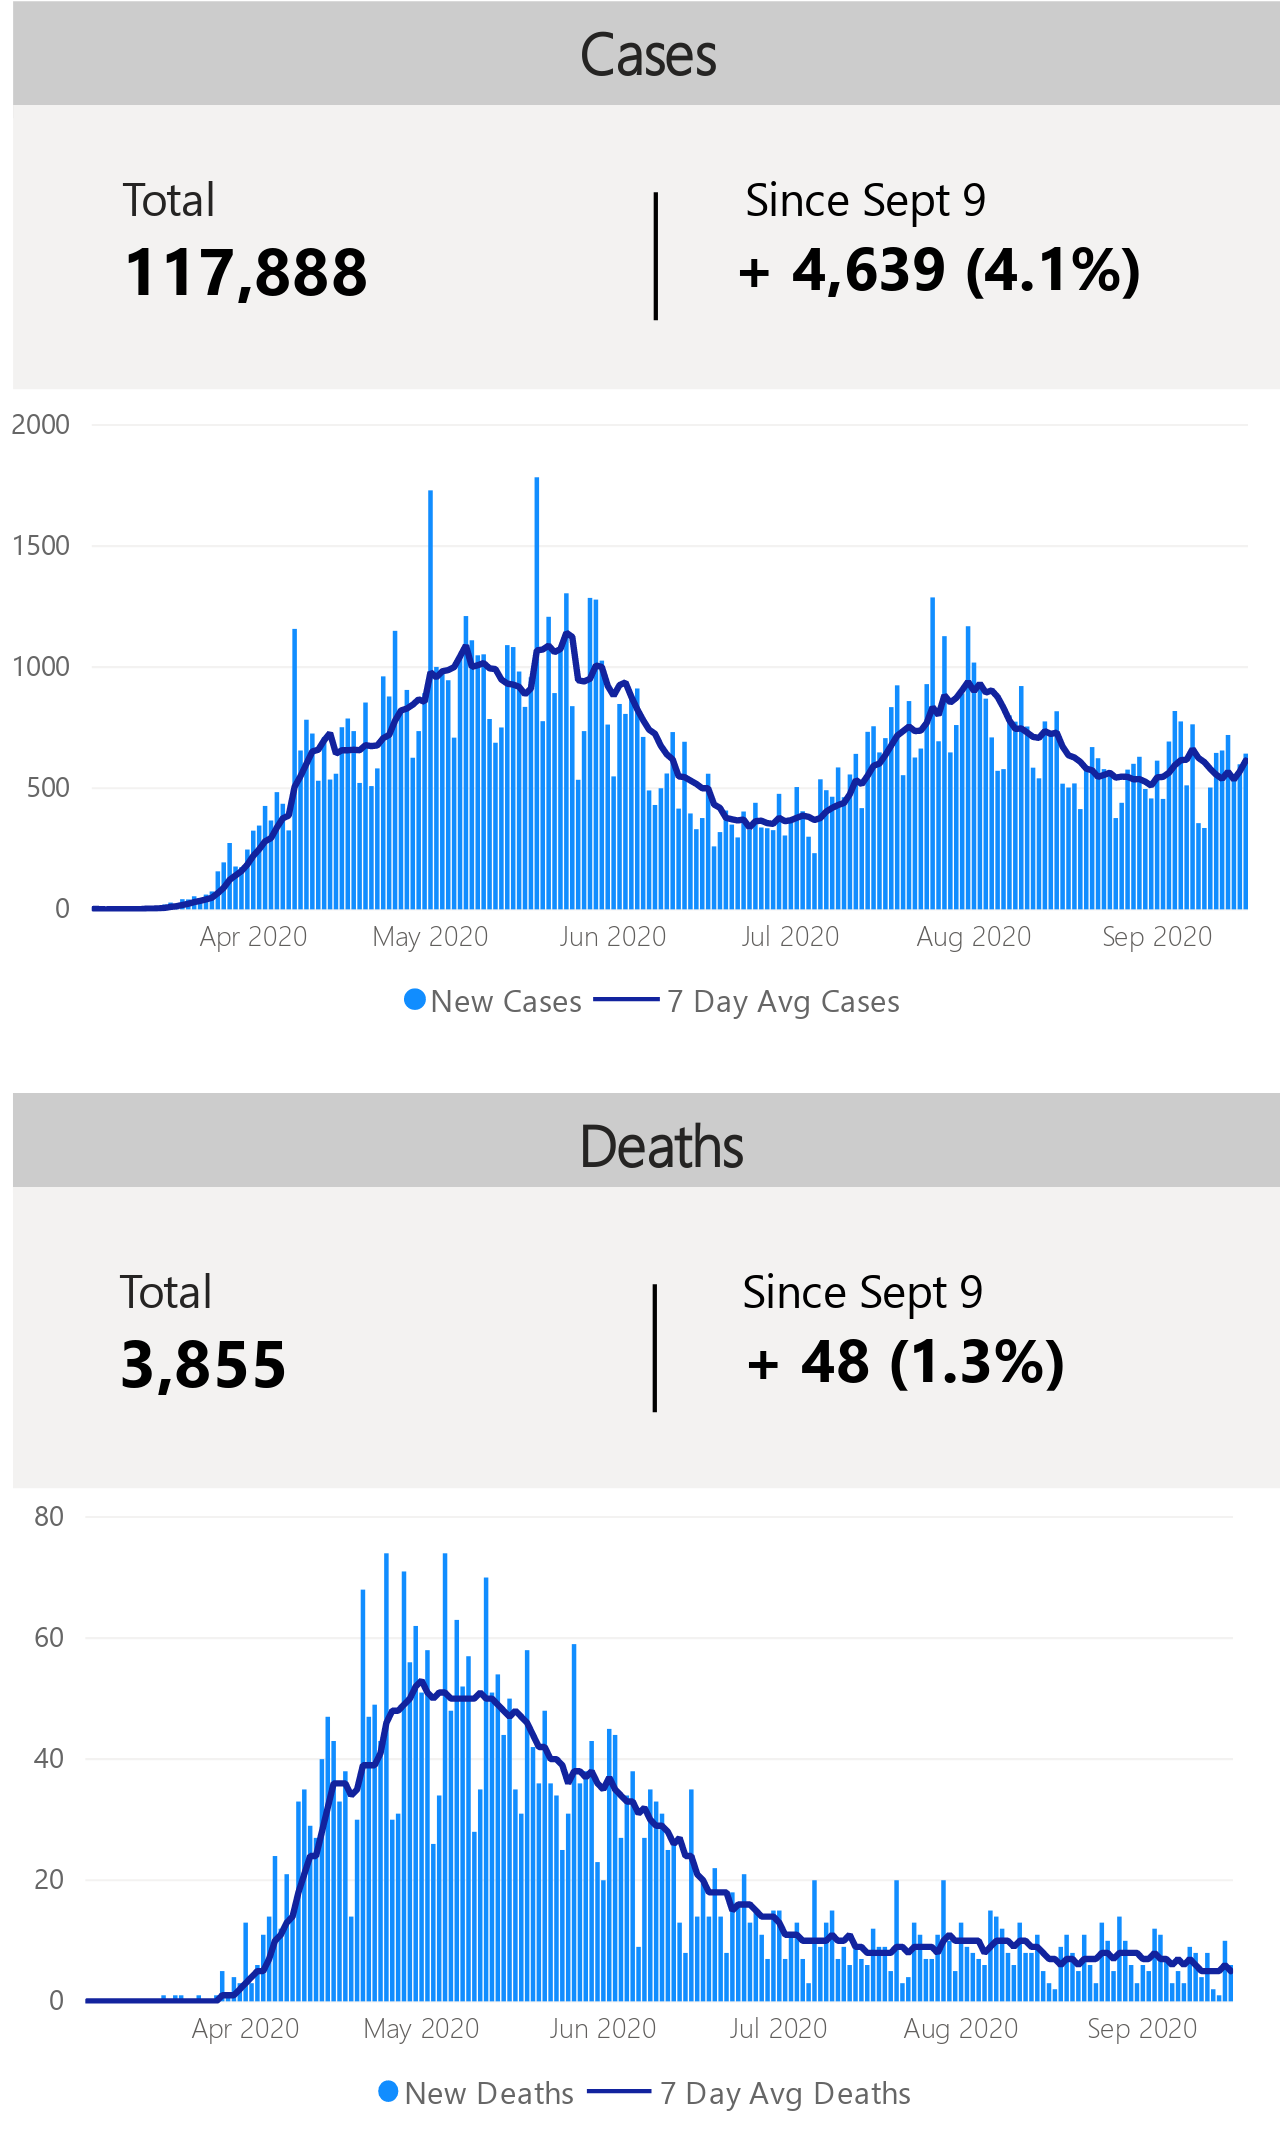 Cases
Total
Since Sept 9
117,888
+ 4,639 (4.1%)
2000
1500
1000
500
0
Apr 2020 May 2020 Jun 2020 Jul 2020 Aug 2020 Sep 2020
New Cases 7 Day Avg Cases
Deaths
Total
Since Sept 9
3,855
+ 48 (1.3%)
80
60
40
20
0
Apr 2020 May 2020 Jun 2020 Jul 2020 Aug 2020 Sep 2020
New Deaths 7 Day Avg Deaths